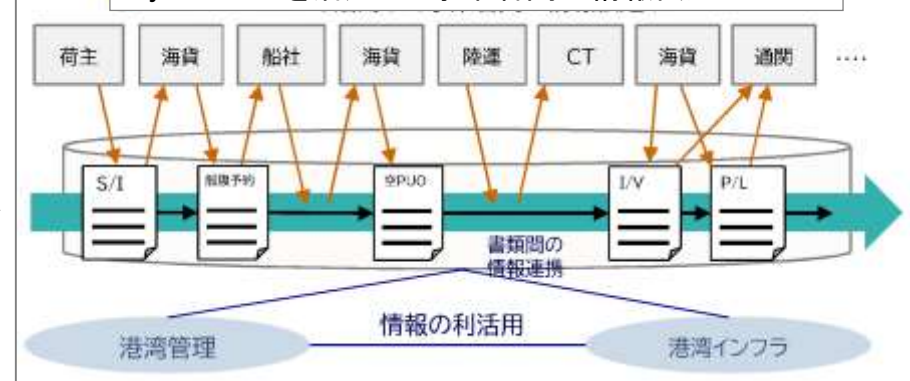 荷主
海貨
船社
海貨
陸運
CT
海貨
通関
‥‥
S/I
船腹予約
空PUO
I/V
P/L
書類間の
情報連携
情報の利活用
港湾管理
港湾インフラ